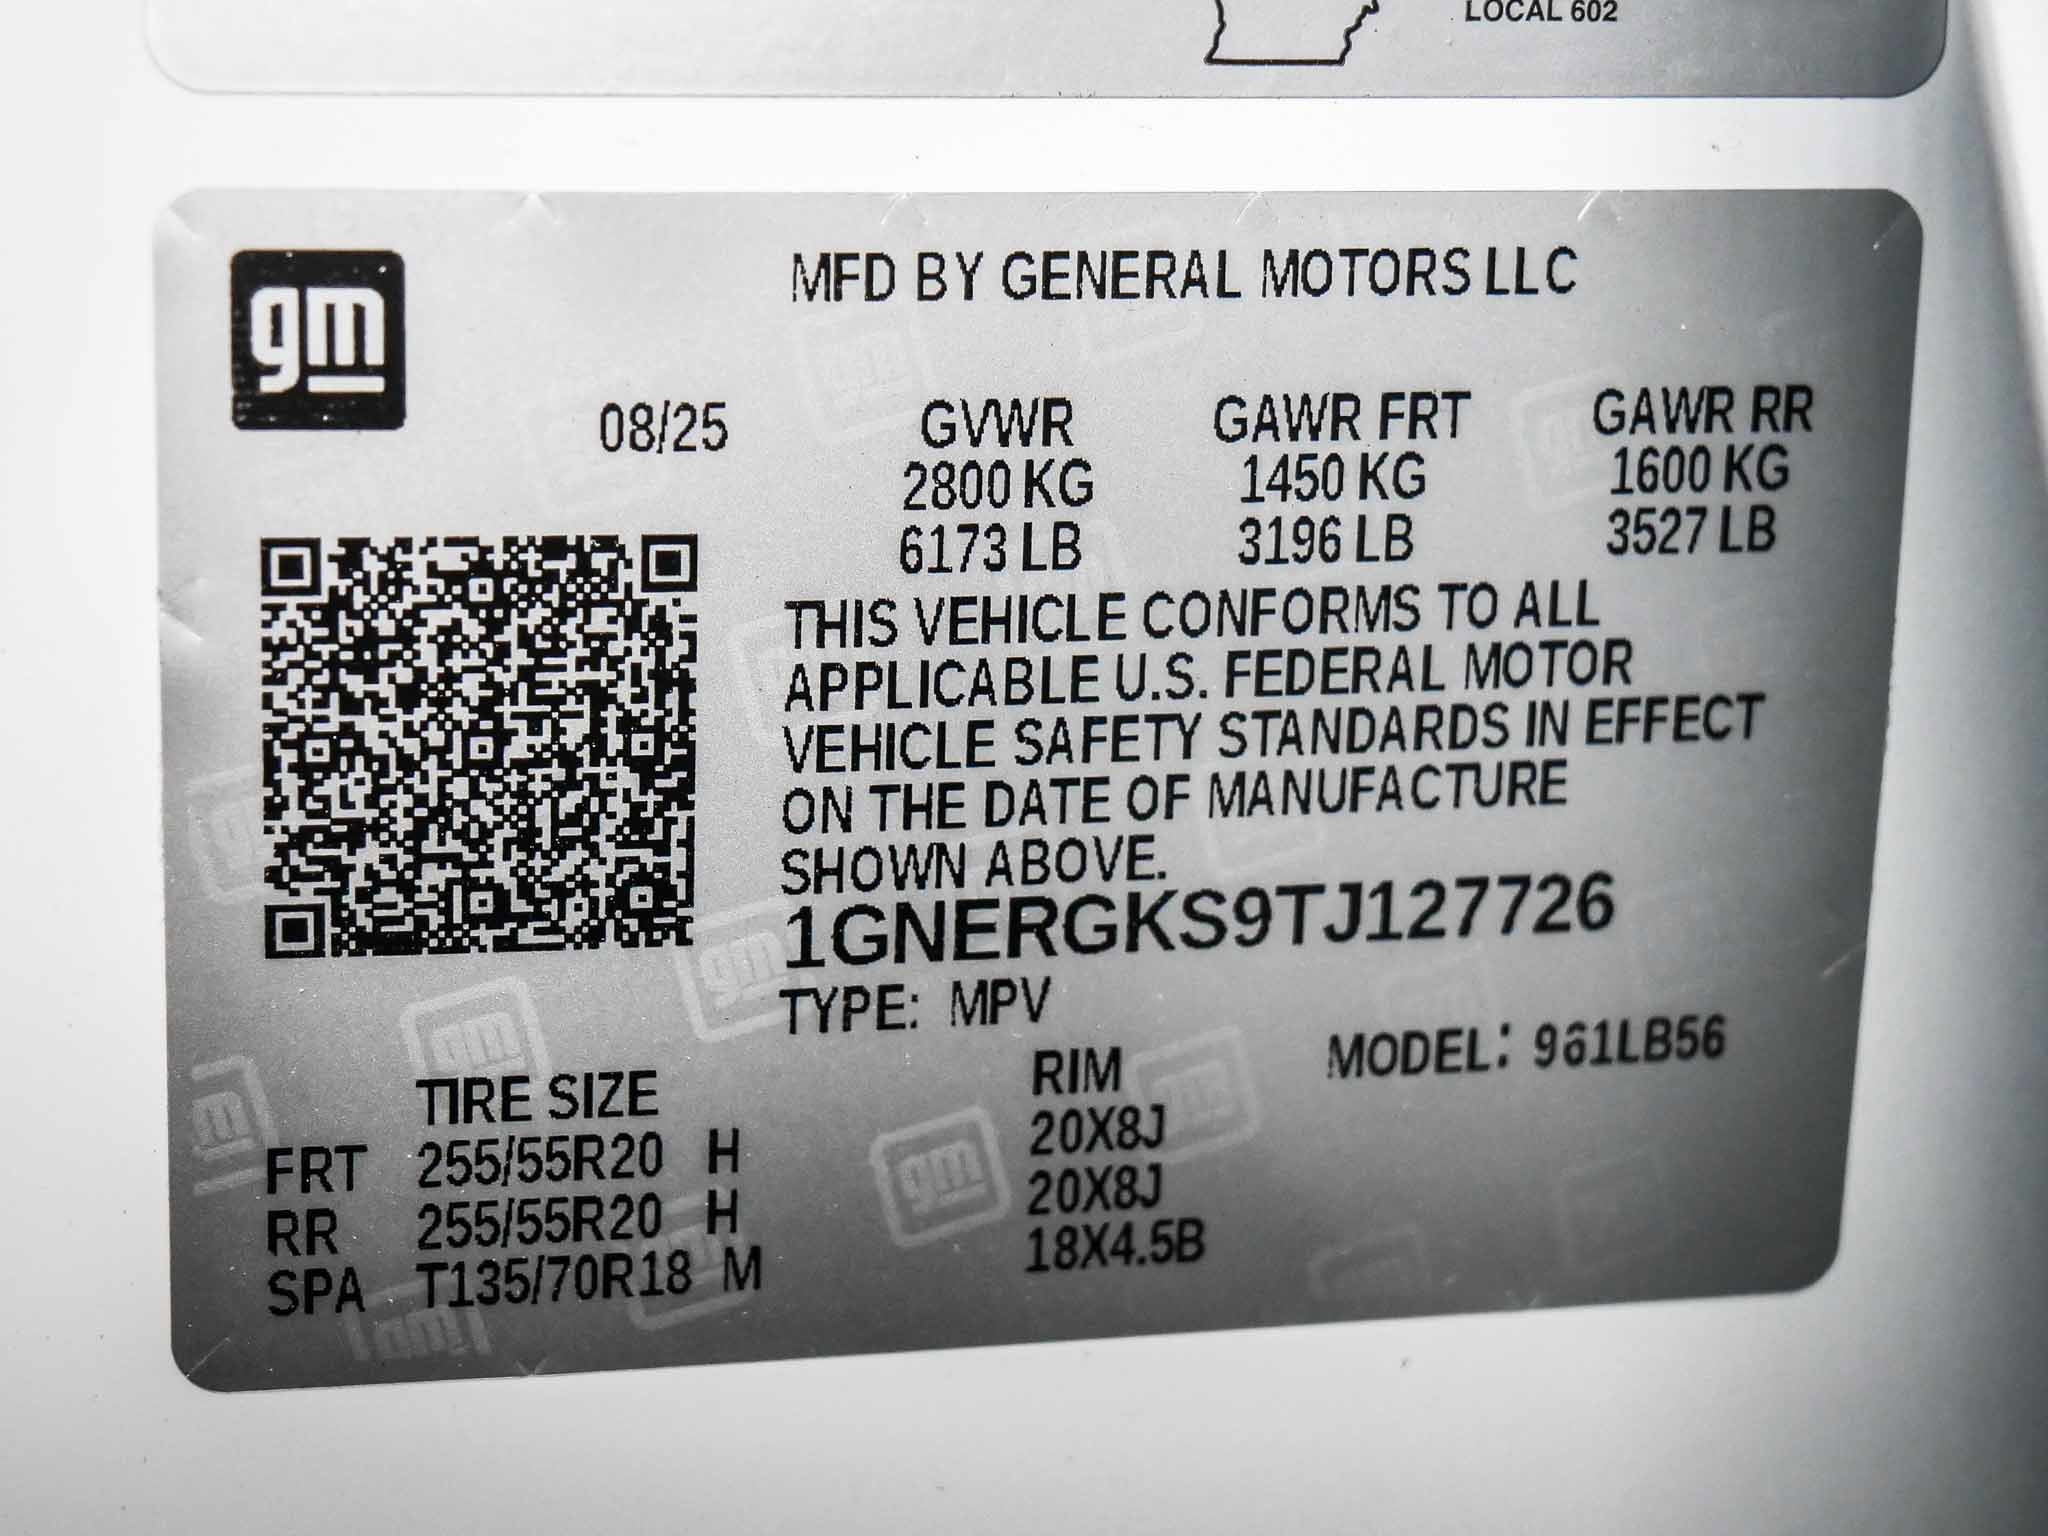 LOCAL 602
gm
MFD BY GENERAL MOTORS LLC
08/25 GVWR GAWR FRT GAWR RR
2800 KG 1450 KG 1600 KG
6173 LB 3196 LB 3527 LB
THIS VEHICLE CONFORMS TO ALL
APPLICABLE U.S. FEDERAL MOTOR
VEHICLE SAFETY STANDARDS IN EFFECT
ON THE DATE OF MANUFACTURE
SHOWN ABOVE.
1GNERGKS9TJ127726
TYPE: MPV
MODEL: 961LB56
TIRE SIZE RIM
FRT 255/55R20 H 20X8J
RR 255/55R20 H 20X8J
SPA T135/70R18 M 18X4.5B